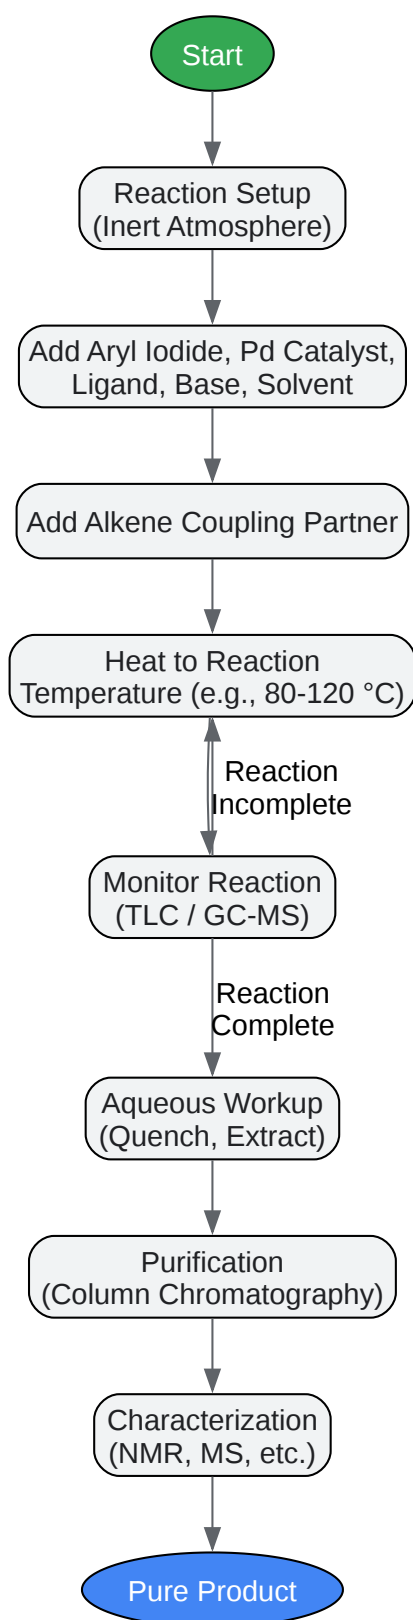 Start
Reaction Setup
(Inert Atmosphere)
Add Aryl Iodide, Pd Catalyst,
Ligand, Base, Solvent
Add Alkene Coupling Partner
Heat to Reaction
Temperature (e.g., 80-120 °C)
Reaction
Incomplete
Monitor Reaction
(TLC / GC-MS)
Reaction
Complete
Aqueous Workup
(Quench, Extract)
Purification
(Column Chromatography)
Characterization
(NMR, MS, etc.)
Pure Product